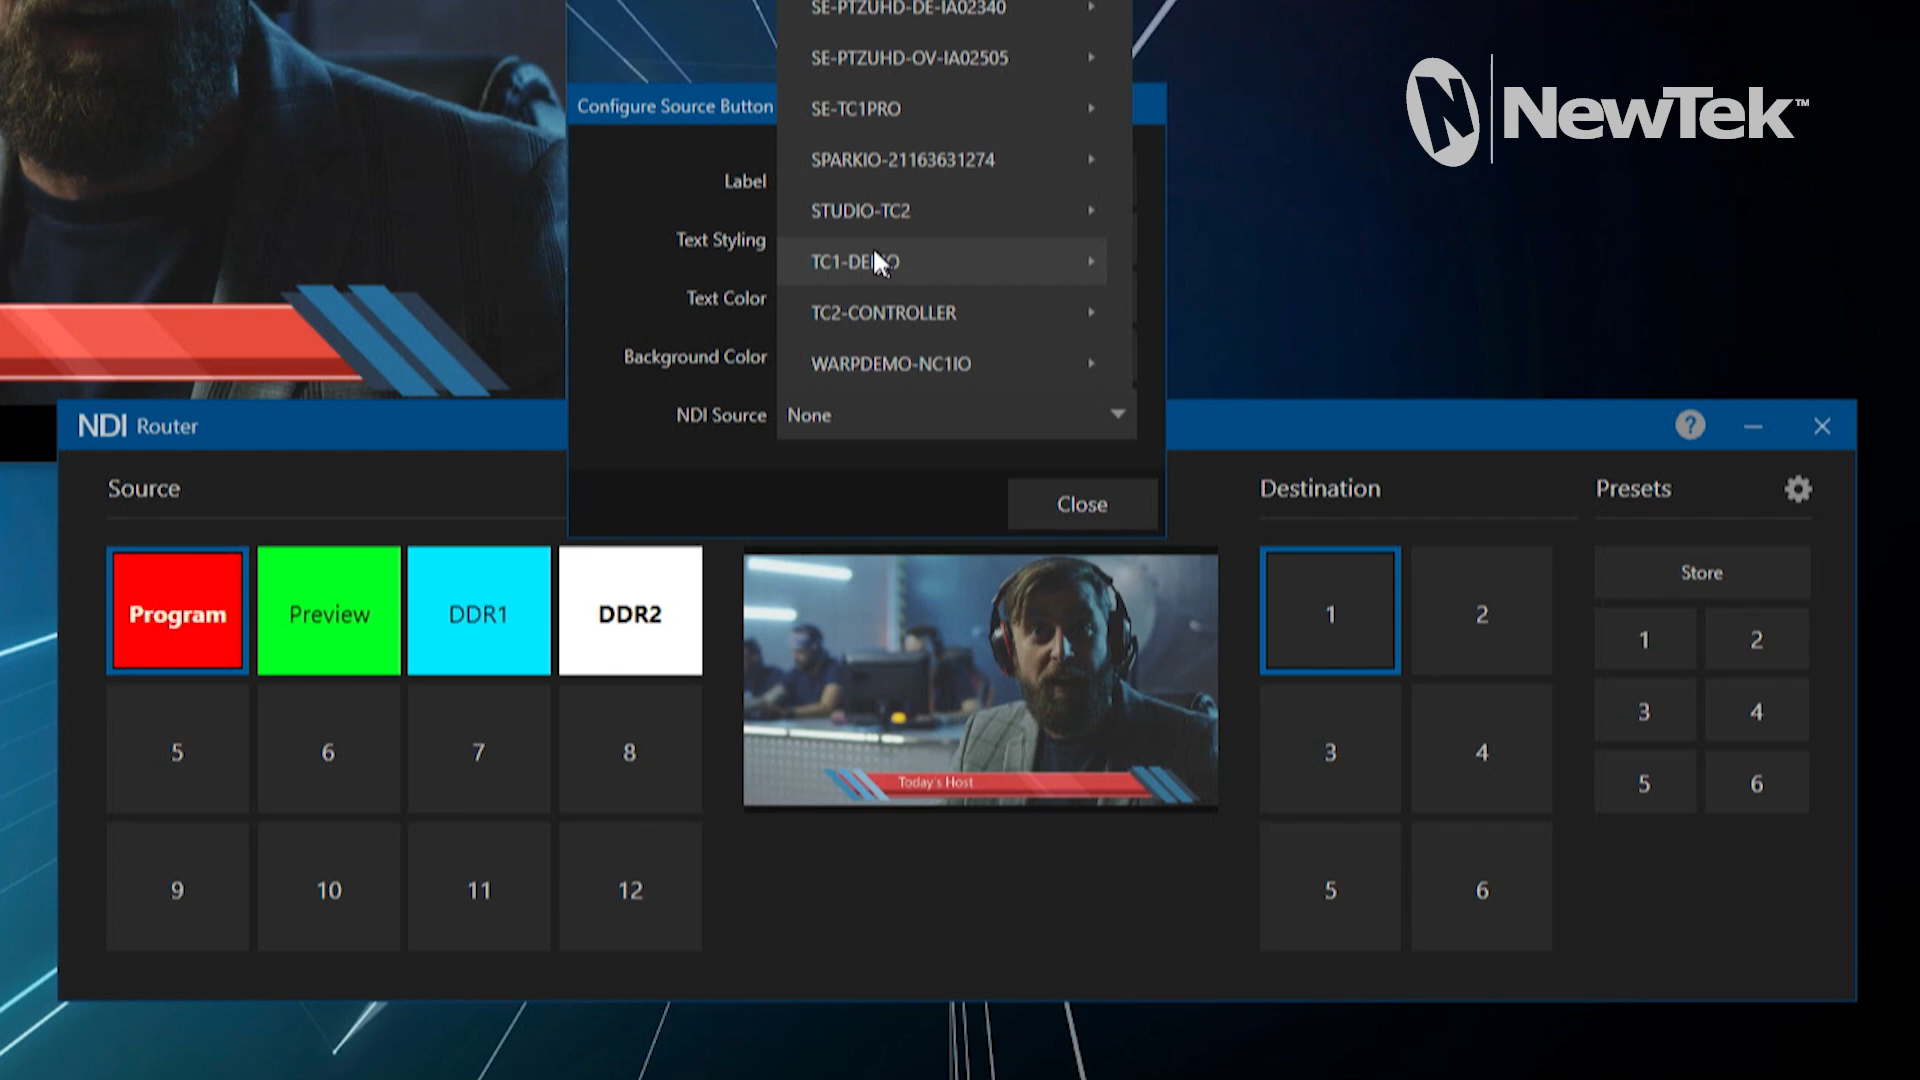 SE-PTZUHD-DE-IA02340
SE-PTZUHD-OV-IA02505
SE-TC1PRO
SPARKIO-21163631274
STUDIO-TC2
TC1-DEMO
TC2-CONTROLLER
WARPDEMO-NC1IO
Configure Source Button
Label
Text Styling
Text Color
Background Color
NDI Source None
Close
NewTek™
NDI Router
?
Source
Program Preview DDR1 DDR2
5 6 7 8
9 10 11 12
Today's Host
Destination
1 2
3 4
5 6
Presets
Store
1 2
3 4
5 6